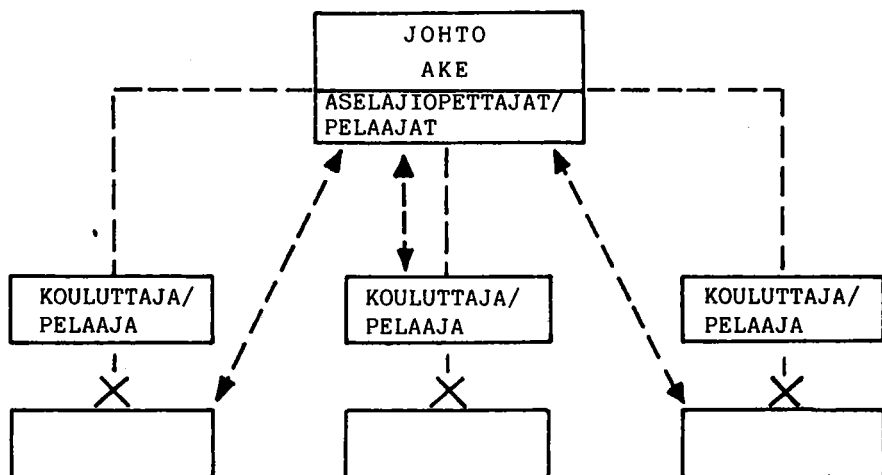 JOHTO
AKE
ASELAJIOPETTAJAT/
PELAAJAT
KOULUTTAJA/
PELAAJA
KOULUTTAJA/
PELAAJA
KOULUTTAJA/
PELAAJA